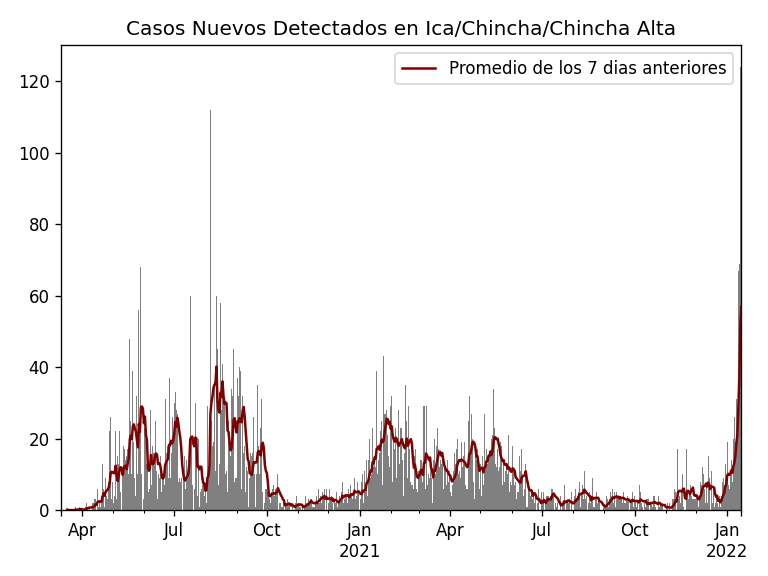 Casos Nuevos Detectados en Ica/Chincha/Chincha Alta
Promedio de los 7 dias anteriores
120
100
80
60
40
20
0
Apr Jul Oct Jan Apr Jul Oct Jan
2021 2022